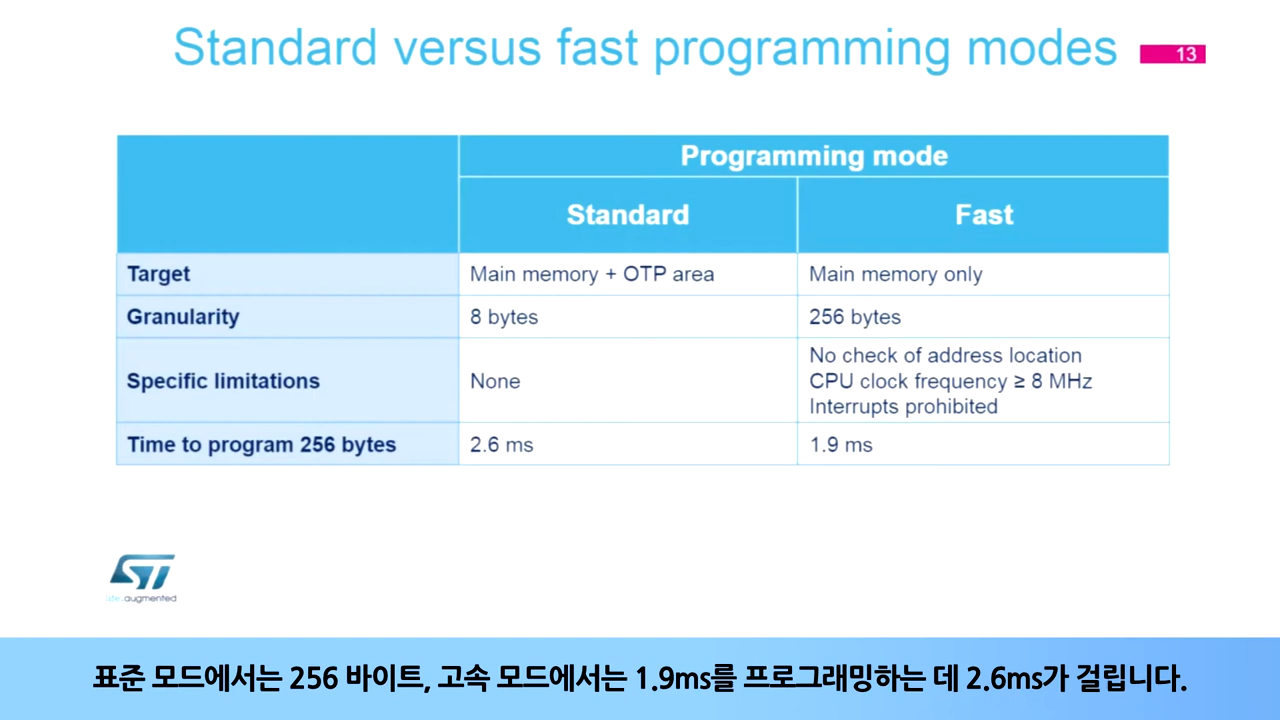 Standard versus fast programming modes
13
Programming mode
Standard
Fast
Target
Main memory + OTP area
Main memory only
Granularity
8 bytes
256 bytes
Specific limitations
None
No check of address location
CPU clock frequency ≥ 8 MHz
Interrupts prohibited
Time to program 256 bytes
2.6 ms
1.9 ms
ST
life.augmented
표준 모드에서는 256 바이트, 고속 모드에서는 1.9ms를 프로그래밍하는 데 2.6ms가 걸립니다.